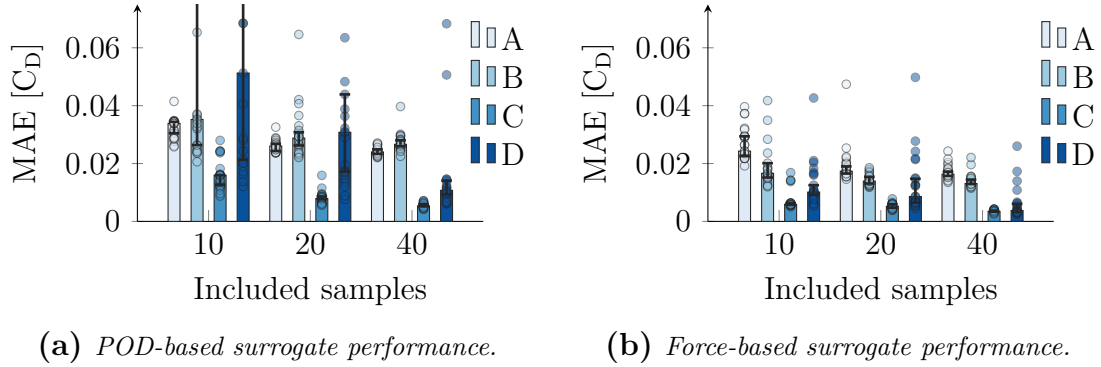 0.06
0.04
0.02
0
MAE [C_D]
10 20 40
Included samples
A
B
C
D
(a) POD-based surrogate performance.
0.06
0.04
0.02
0
MAE [C_D]
10 20 40
Included samples
A
B
C
D
(b) Force-based surrogate performance.